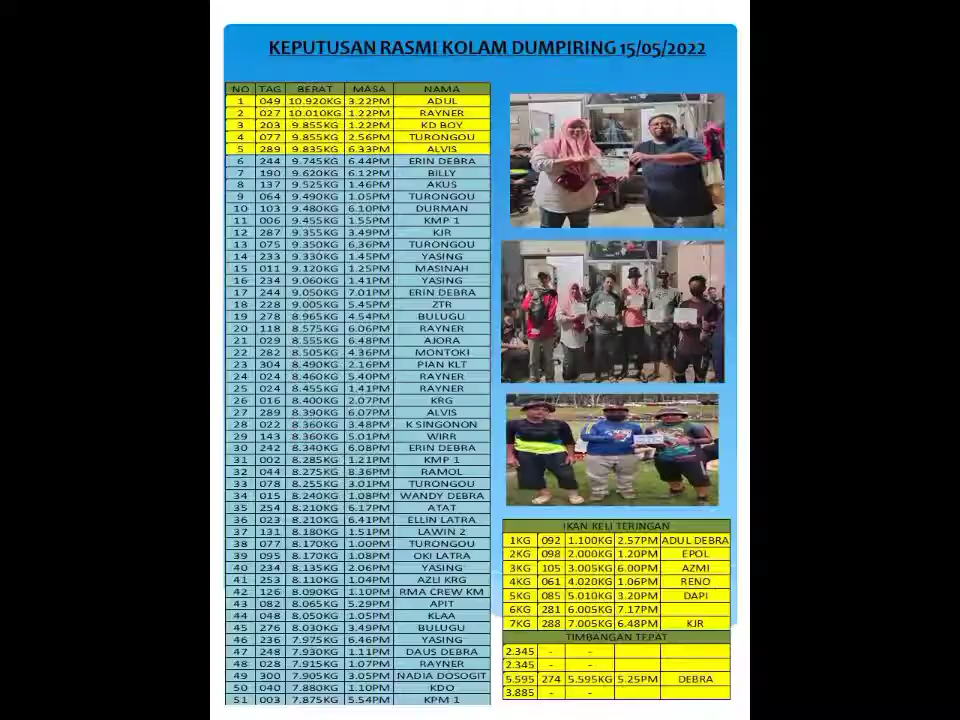 KEPUTUSAN RASMI KOLAM DUMPIRING 15/05/2022
NO TAG BERAT MASA NAMA
1 049 10.920KG 3.22PM ADUL
2 027 10.010KG 1.22PM RAYNER
3 203 9.855KG 1.22PM KD BOY
4 077 9.855KG 2.56PM TURONGOU
5 289 9.835KG 6.33PM ALVIS
6 244 9.745KG 6.44PM ERIN DEBRA
7 190 9.620KG 6.12PM BILLY
8 137 9.525KG 1.46PM AKUS
9 064 9.490KG 1.05PM TURONGOU
10 103 9.480KG 6.10PM DURMAN
11 006 9.455KG 1.55PM KMP 1
12 287 9.355KG 3.49PM KJR
13 075 9.350KG 6.36PM TURONGOU
14 233 9.330KG 1.45PM YASING
15 011 9.120KG 1.25PM MASINAH
16 234 9.060KG 1.41PM YASING
17 244 9.050KG 7.01PM ERIN DEBRA
18 228 9.005KG 5.45PM ZTR
19 278 8.965KG 4.54PM BULUGU
20 118 8.575KG 6.06PM RAYNER
21 029 8.555KG 6.48PM AJORA
22 282 8.505KG 4.36PM MONTOKI
23 304 8.490KG 2.16PM PIAN KLT
24 024 8.460KG 5.40PM RAYNER
25 024 8.455KG 1.41PM RAYNER
26 016 8.400KG 2.07PM KRG
27 289 8.390KG 6.07PM ALVIS
28 022 8.360KG 3.48PM K SINGONON
29 143 8.360KG 5.01PM WIRR
30 242 8.340KG 6.08PM ERIN DEBRA
31 002 8.285KG 1.21PM KMP 1
32 044 8.275KG 8.36PM RAMOL
33 078 8.255KG 3.01PM TURONGOU
34 015 8.240KG 1.08PM WANDY DEBRA
35 254 8.210KG 6.17PM ATAT
36 023 8.210KG 6.41PM ELLIN LATRA
37 131 8.180KG 1.51PM LAWIN 2
38 077 8.170KG 1.00PM TURONGOU
39 095 8.170KG 1.08PM OKI LATRA
40 234 8.135KG 2.06PM YASING
41 253 8.110KG 1.04PM AZLI KRG
42 126 8.090KG 1.10PM RMA CREW KM
43 082 8.065KG 5.29PM APIT
44 048 8.050KG 1.05PM KLAA
45 276 8.030KG 3.49PM BULUGU
46 236 7.975KG 6.46PM YASING
47 248 7.930KG 1.11PM DAUS DEBRA
48 028 7.915KG 1.07PM RAYNER
49 300 7.905KG 3.05PM NADIA DOSOGIT
50 040 7.880KG 1.10PM KDO
51 003 7.875KG 5.54PM KPM 1
IKAN KELI TERINGAN
1KG 092 1.100KG 2.57PM ADUL DEBRA
2KG 098 2.000KG 1.20PM EPOL
3KG 105 3.005KG 6.00PM AZMI
4KG 061 4.020KG 1.06PM RENO
5KG 085 5.010KG 3.20PM DAPI
6KG 281 6.005KG 7.17PM
7KG 288 7.005KG 6.48PM KJR
TIMBANGAN TEPAT
2.345 - -
2.345 - -
5.595 274 5.595KG 5.25PM DEBRA
3.885 - -